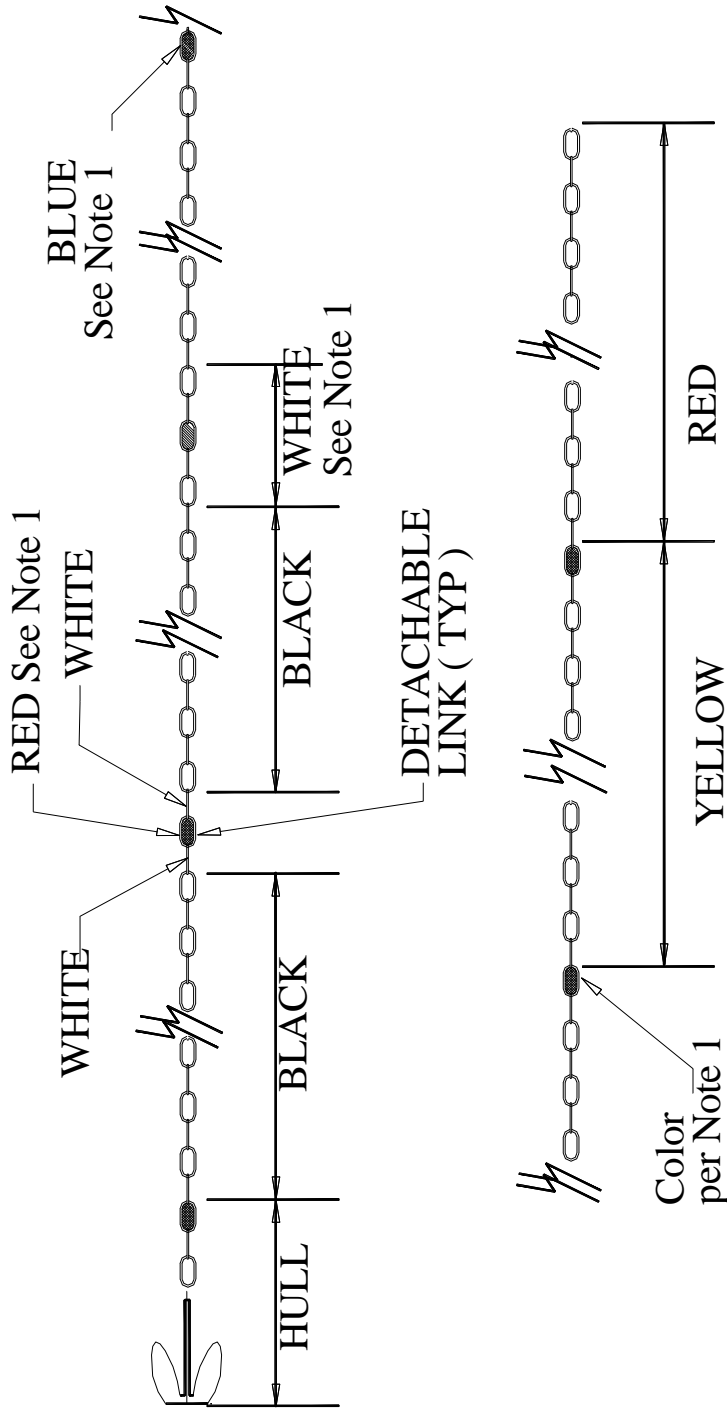 BLUE
See Note 1
RED See Note 1
WHITE
WHITE
WHITE
See Note 1
HULL
BLACK
BLACK
DETACHABLE
LINK ( TYP )
Color
per Note 1
YELLOW
RED